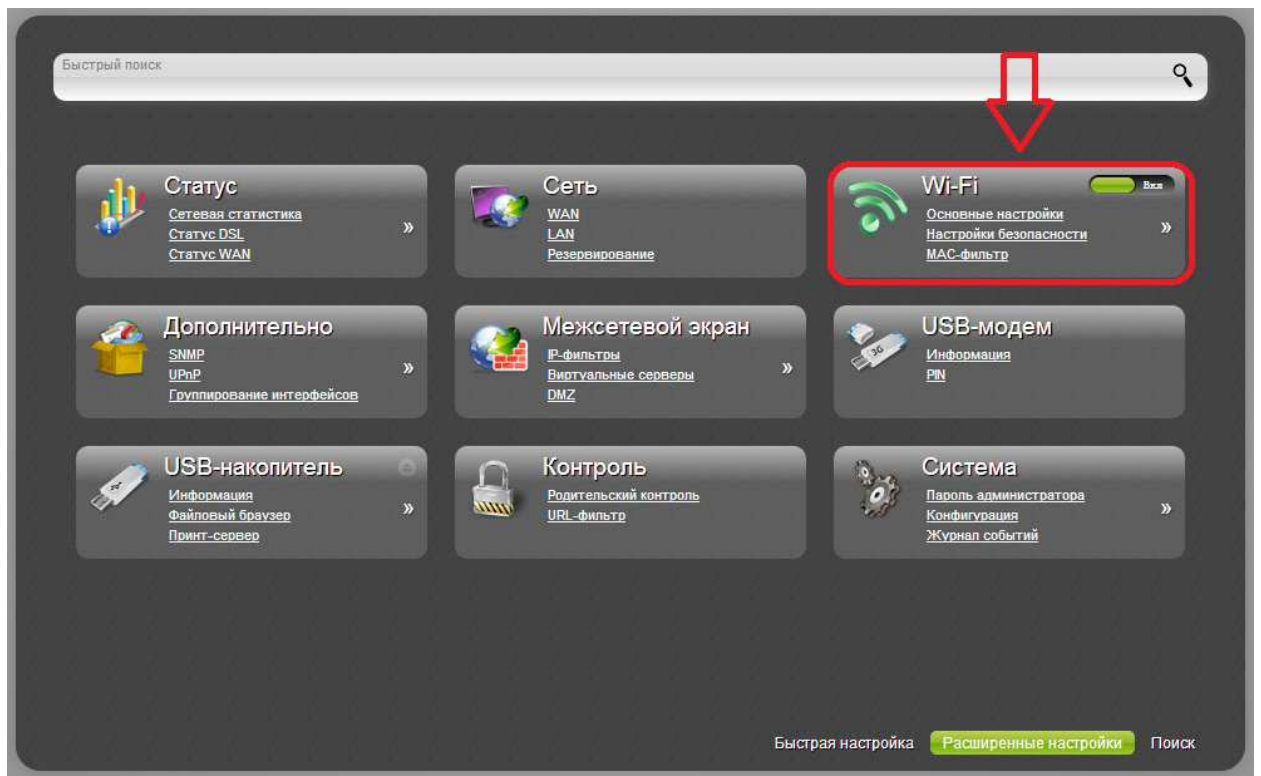 Быстрый поиск
Статус
Сетевая статистика
Статус DSL
Статус WAN
»
Сеть
WAN
LAN
Резервирование
Wi-Fi
Вкл
Основные настройки
Настройки безопасности
MAC-фильтр
»
Дополнительно
SNMP
UPnP
Группирование интерфейсов
»
Межсетевой экран
IP-фильтры
Виртуальные серверы
DMZ
»
USB-модем
3G
Информация
PIN
USB-накопитель
Информация
Файловый браузер
Принт-сервер
»
Контроль
Родительский контроль
URL-фильтр
Система
Пароль администратора
Конфигурация
Журнал событий
»
Быстрая настройка Расширенные настройки Поиск